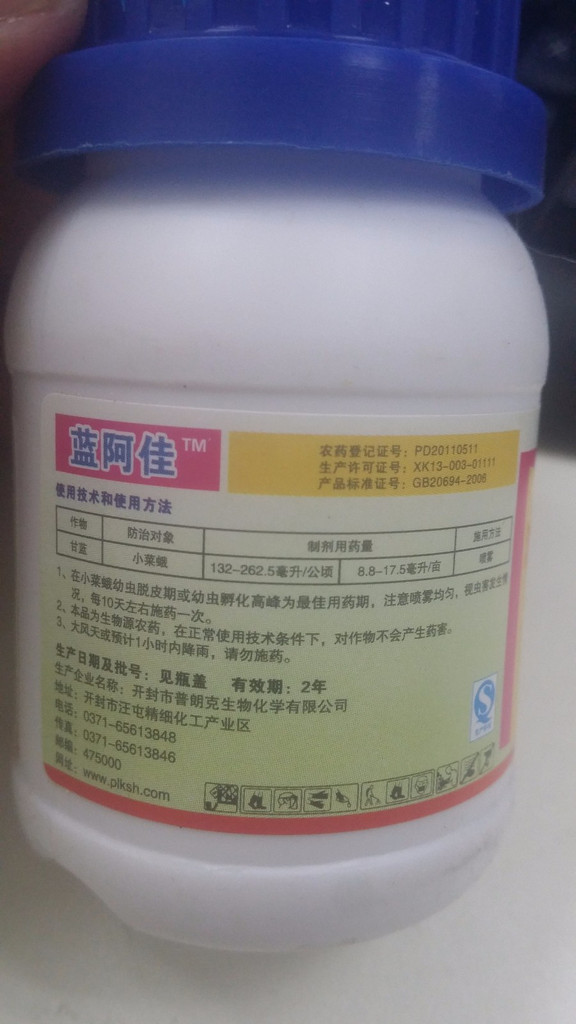 蓝阿佳™
农药登记证号：PD20110511
生产许可证号：XK13-003-01111
产品标准证号：GB20694-2006
使用技术和使用方法
作物 防治对象 制剂用药量 施用方法
甘蓝 小菜蛾 132-262.5毫升/公顷 8.8-17.5毫升/亩 喷雾
1、在小菜蛾幼虫脱皮期或幼虫孵化高峰为最佳用药期，注意喷雾均匀，视虫害发生情
况，每10天左右施药一次。
2、本品为生物源农药，在正常使用技术条件下，对作物不会产生药害。
3、大风天或预计1小时内降雨，请勿施药。
生产日期及批号：见瓶盖 有效期：2年
生产企业名称：开封市普朗克生物化学有限公司
地址：开封市汪屯精细化工产业区
电话：0371-65613848
传真：0371-65613846
邮编：475000
网址：www.plksh.com